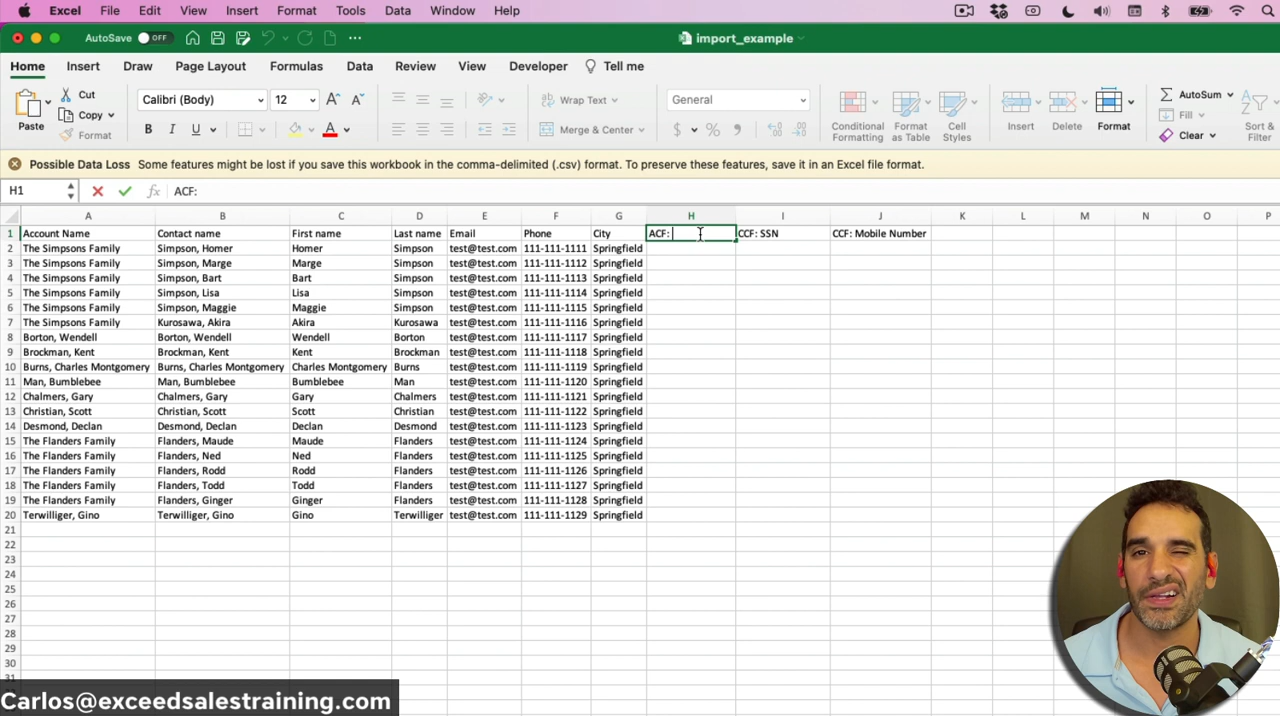 Excel File Edit View Insert Format Tools Data Window Help
AutoSave OFF import_example
Home Insert Draw Page Layout Formulas Data Review View Developer Tell me
Paste Cut Copy Format
Calibri (Body) 12
Wrap Text
Merge & Center
General
Conditional Formatting
Format as Table
Cell Styles
Insert Delete Format
AutoSum Fill Clear
Sort & Filter
Possible Data Loss Some features might be lost if you save this workbook in the comma-delimited (.csv) format. To preserve these features, save it in an Excel file format.
H1 fx ACF:
A B C D E F G H I J K L M N O P
1 Account Name Contact name First name Last name Email Phone City ACF: CCF: SSN CCF: Mobile Number
2 The Simpsons Family Simpson, Homer Homer Simpson test@test.com 111-111-1111 Springfield
3 The Simpsons Family Simpson, Marge Marge Simpson test@test.com 111-111-1112 Springfield
4 The Simpsons Family Simpson, Bart Bart Simpson test@test.com 111-111-1113 Springfield
5 The Simpsons Family Simpson, Lisa Lisa Simpson test@test.com 111-111-1114 Springfield
6 The Simpsons Family Simpson, Maggie Maggie Simpson test@test.com 111-111-1115 Springfield
7 The Simpsons Family Kurosawa, Akira Akira Kurosawa test@test.com 111-111-1116 Springfield
8 Borton, Wendell Borton, Wendell Wendell Borton test@test.com 111-111-1117 Springfield
9 Brockman, Kent Brockman, Kent Kent Brockman test@test.com 111-111-1118 Springfield
10 Burns, Charles Montgomery Burns, Charles Montgomery Charles Montgomery Burns test@test.com 111-111-1119 Springfield
11 Man, Bumblebee Man, Bumblebee Bumblebee Man test@test.com 111-111-1120 Springfield
12 Chalmers, Gary Chalmers, Gary Gary Chalmers test@test.com 111-111-1121 Springfield
13 Christian, Scott Christian, Scott Scott Christian test@test.com 111-111-1122 Springfield
14 Desmond, Declan Desmond, Declan Declan Desmond test@test.com 111-111-1123 Springfield
15 The Flanders Family Flanders, Maude Maude Flanders test@test.com 111-111-1124 Springfield
16 The Flanders Family Flanders, Ned Ned Flanders test@test.com 111-111-1125 Springfield
17 The Flanders Family Flanders, Rodd Rodd Flanders test@test.com 111-111-1126 Springfield
18 The Flanders Family Flanders, Todd Todd Flanders test@test.com 111-111-1127 Springfield
19 The Flanders Family Flanders, Ginger Ginger Flanders test@test.com 111-111-1128 Springfield
20 Terwilliger, Gino Terwilliger, Gino Gino Terwilliger test@test.com 111-111-1129 Springfield
21
22
23
24
25
26
27
28
29
30
31
Carlos@exceedsalestraining.com